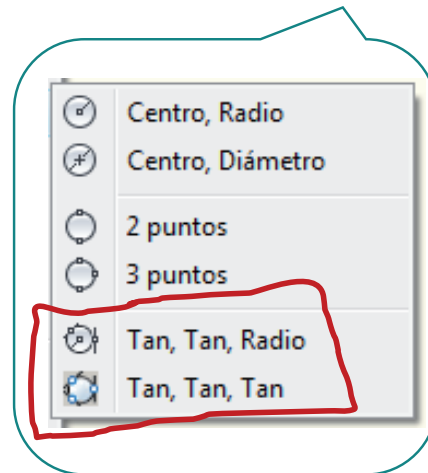 Centro, Radio
Centro, Diámetro
2 puntos
3 puntos
Tan, Tan, Radio
Tan, Tan, Tan